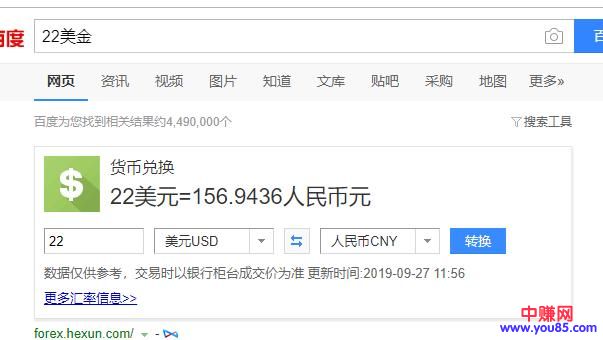 百度
22美金
百
网页 资讯 视频 图片 知道 文库 贴吧 采购 地图 更多»
百度为您找到相关结果约4,490,000个
搜索工具
货币兑换
$
22美元=156.9436人民币元
22 美元USD 人民币CNY 转换
数据仅供参考，交易时以银行柜台成交价为准 更新时间:2019-09-27 11:56
更多汇率信息>>
forex.hexun.com/ -
中赚网
www.you85.com